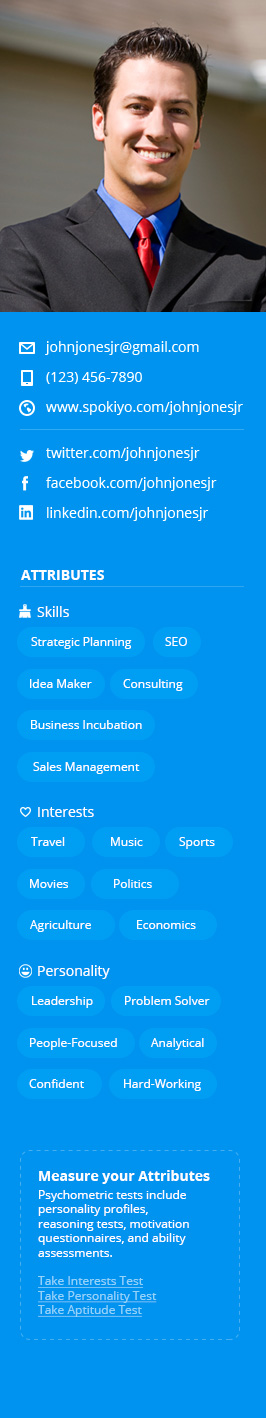 johnjonesjr@gmail.com
(123) 456-7890
www.spokiyo.com/johnjonesjr
twitter.com/johnjonesjr
facebook.com/johnjonesjr
linkedin.com/johnjonesjr
ATTRIBUTES
Skills
Strategic Planning SEO
Idea Maker Consulting
Business Incubation
Sales Management
Interests
Travel Music Sports
Movies Politics
Agriculture Economics
Personality
Leadership Problem Solver
People-Focused Analytical
Confident Hard-Working
Measure your Attributes
Psychometric tests include
personality profiles,
reasoning tests, motivation
questionnaires, and ability
assessments.
Take Interests Test
Take Personality Test
Take Aptitude Test